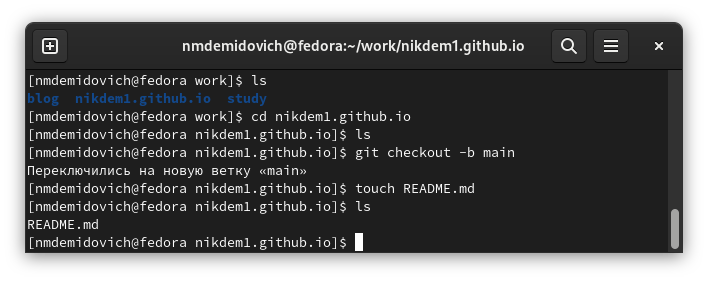 nmdemidovich@fedora:~/work/nikdem1.github.io
[nmdemidovich@fedora work]$ ls
blog  nikdem1.github.io  study
[nmdemidovich@fedora work]$ cd nikdem1.github.io
[nmdemidovich@fedora nikdem1.github.io]$ ls
[nmdemidovich@fedora nikdem1.github.io]$ git checkout -b main
Переключились на новую ветку «main»
[nmdemidovich@fedora nikdem1.github.io]$ touch README.md
[nmdemidovich@fedora nikdem1.github.io]$ ls
README.md
[nmdemidovich@fedora nikdem1.github.io]$